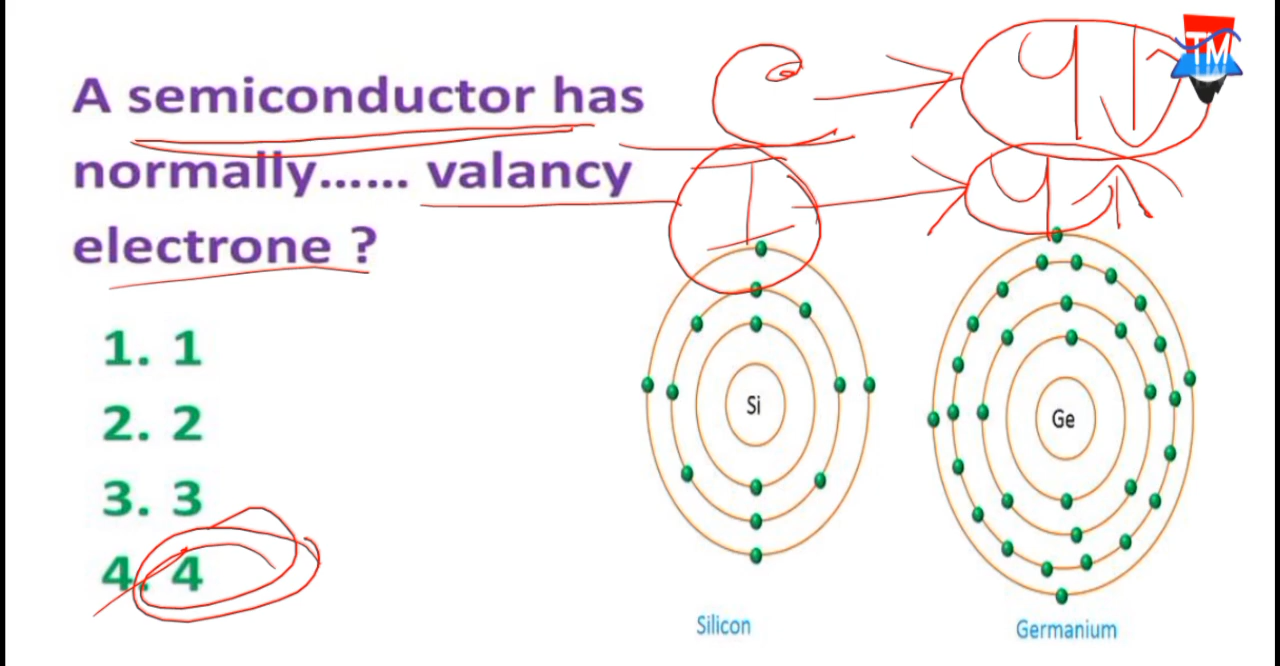 A semiconductor has
normally...... valancy
electrone ?
1. 1
2. 2
3. 3
4. 4
Si
Ge
Silicon
Germanium
TM